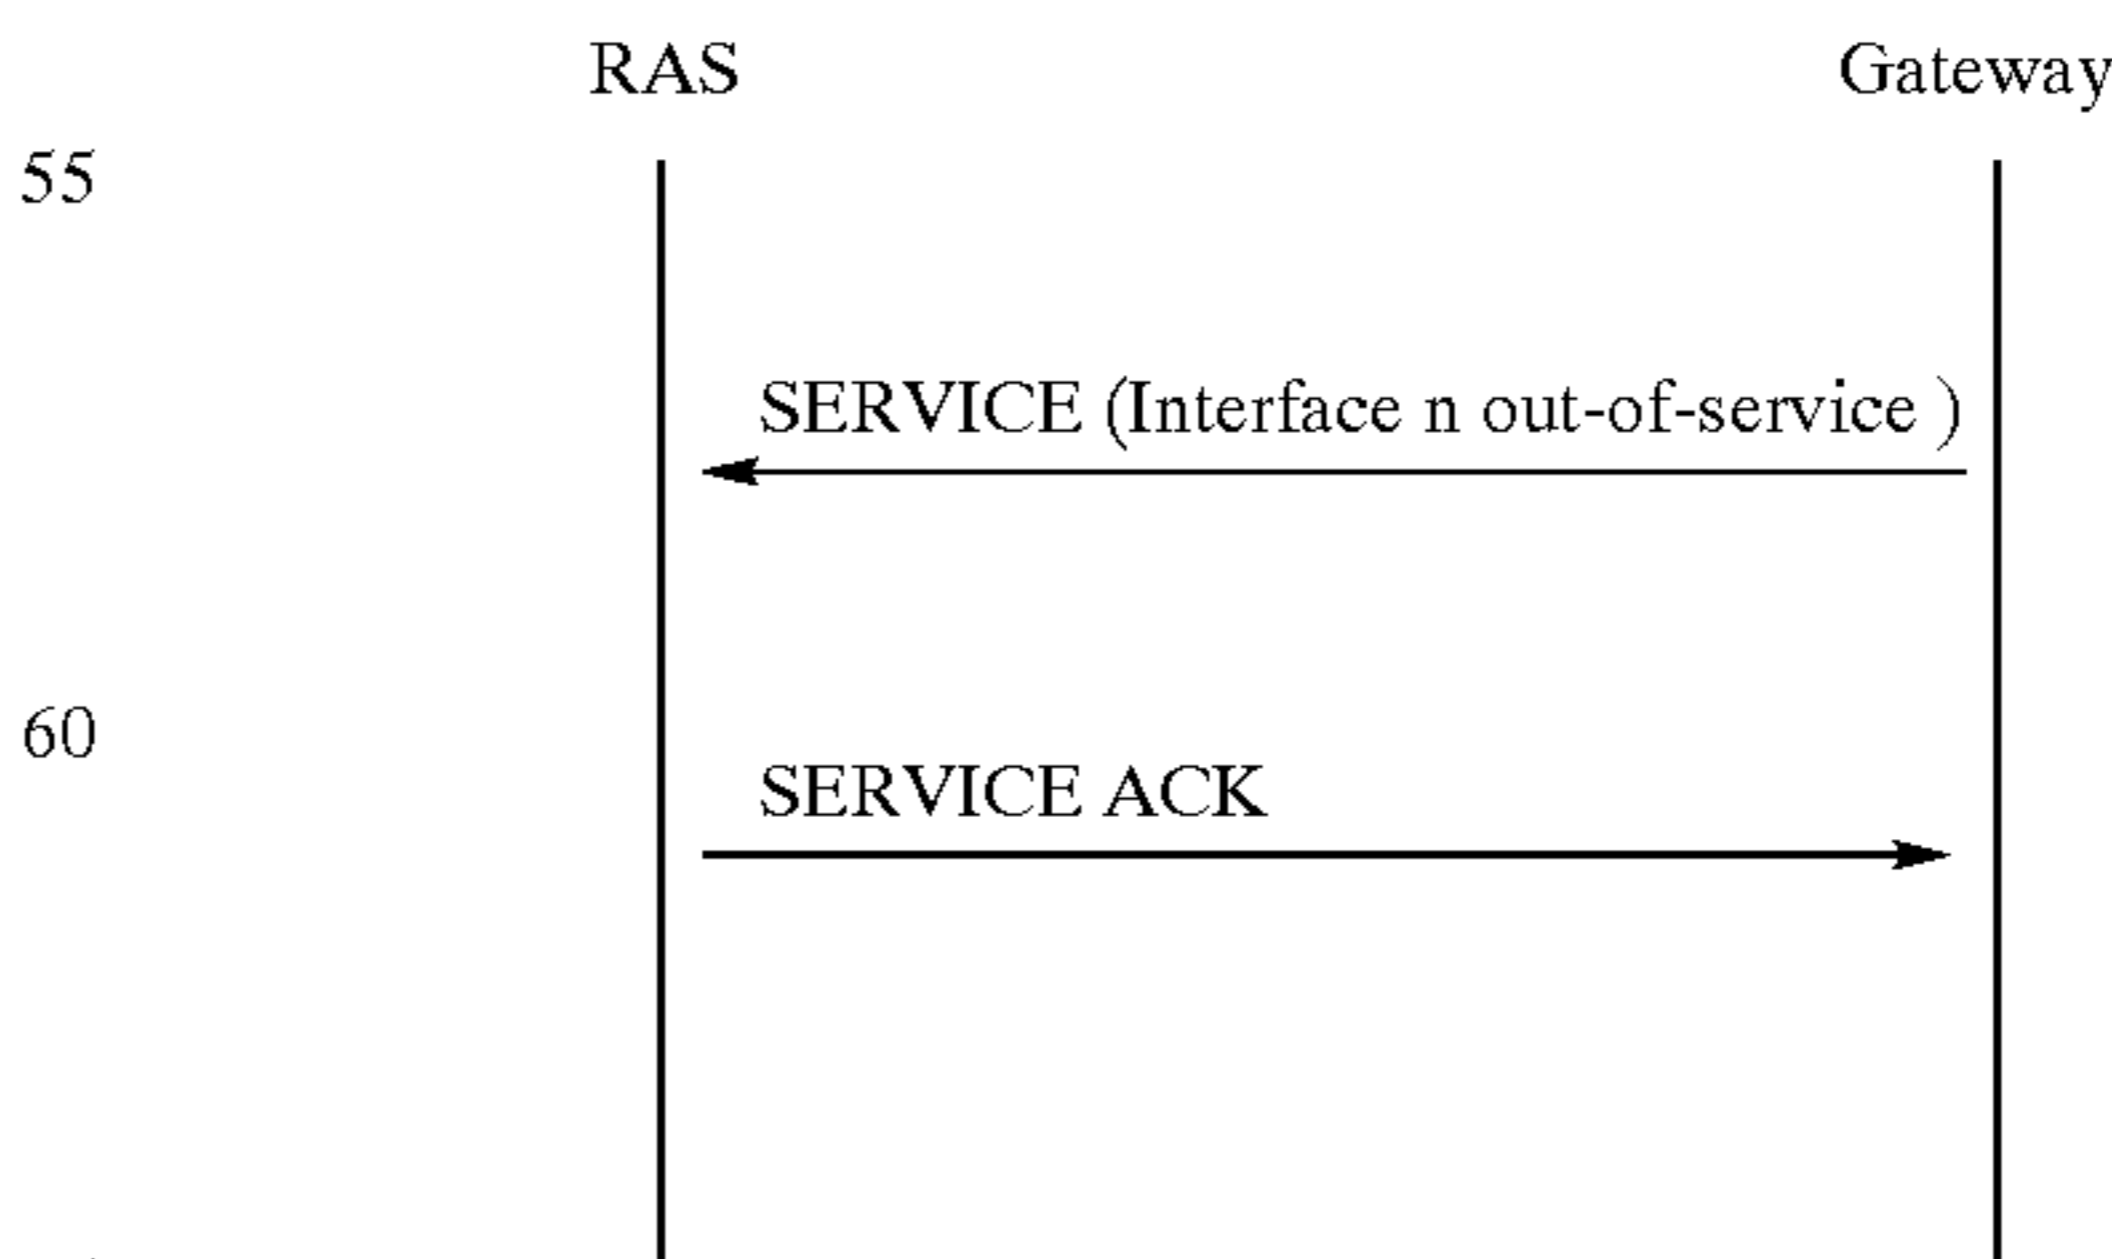 RAS Gateway
55
SERVICE (Interface n out-of-service )
60
SERVICE ACK